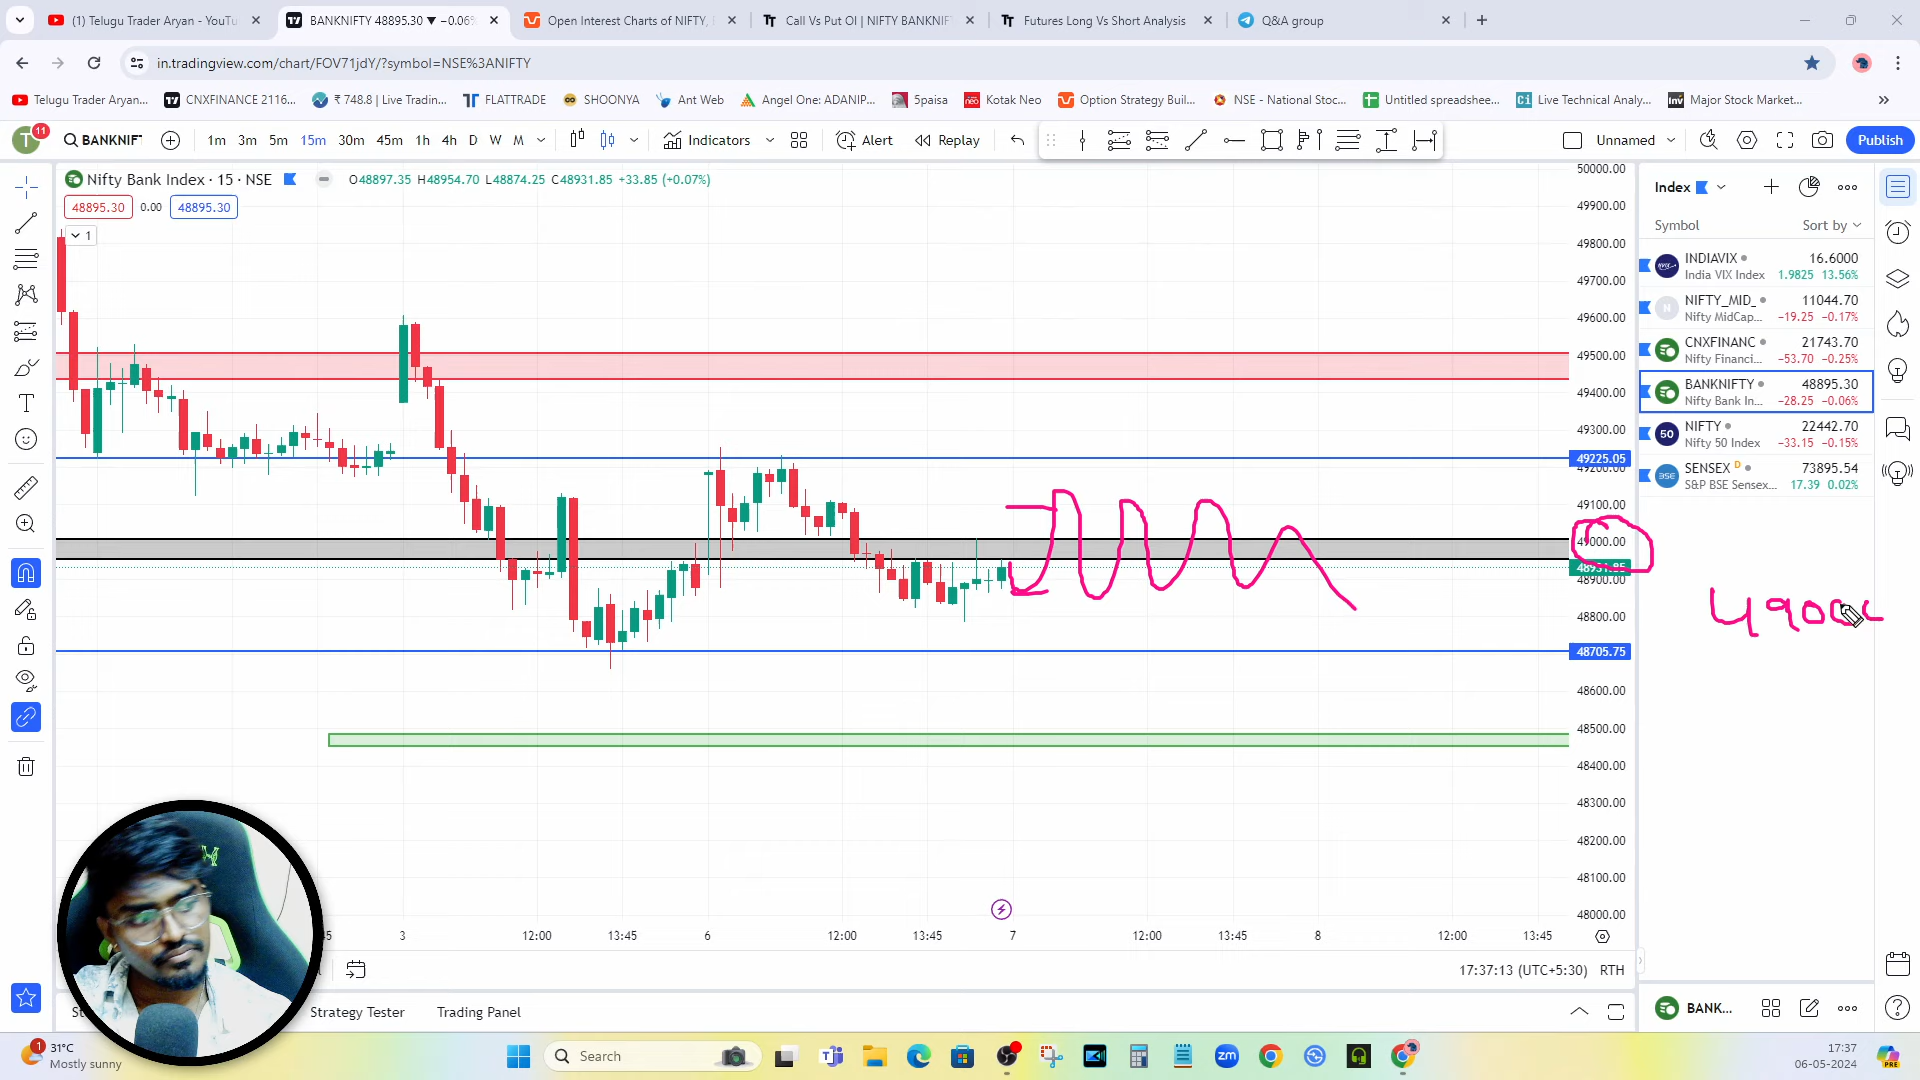 (1) Telugu Trader Aryan - YouTu
BANKNIFTY 48895.30 ▼ −0.06%
Open Interest Charts of NIFTY,
Call Vs Put OI | NIFTY BANKNIF
Futures Long Vs Short Analysis
Q&A group
in.tradingview.com/chart/FOV71jdY/?symbol=NSE%3ANIFTY
Telugu Trader Aryan...
CNXFINANCE 2116...
₹ 748.8 | Live Tradin...
FLATTRADE
SHOONYA
Ant Web
Angel One: ADANIP...
5paisa
Kotak Neo
Option Strategy Buil...
NSE - National Stoc...
Untitled spreadshee...
Live Technical Analy...
Major Stock Market...
T 11 BANKNIF 1m 3m 5m 15m 30m 45m 1h 4h D W M Indicators Alert Replay Unnamed Publish
Nifty Bank Index · 15 · NSE O48897.35 H48954.70 L48874.25 C48931.85 +33.85 (+0.07%)
48895.30 0.00 48895.30
1
50000.00
49900.00
49800.00
49700.00
49600.00
49500.00
49400.00
49300.00
49225.05
49200.00
49100.00
49000.00
48931.85
48900.00
48800.00
48705.75
48600.00
48500.00
48400.00
48300.00
48200.00
48100.00
48000.00
Index
Symbol Sort by
INDIAVIX 16.6000
India VIX Index 1.9825 13.56%
NIFTY_MID_ 11044.70
Nifty MidCap... −19.25 −0.17%
CNXFINANC 21743.70
Nifty Financi... −53.70 −0.25%
BANKNIFTY 48895.30
Nifty Bank In... −28.25 −0.06%
50 NIFTY 22442.70
Nifty 50 Index −33.15 −0.15%
BSE SENSEX D 73895.54
S&P BSE Sensex... 17.39 0.02%
4900
:45 3 12:00 13:45 6 12:00 13:45 7 12:00 13:45 8 12:00 13:45
17:37:13 (UTC+5:30) RTH
Strategy Tester Trading Panel
BANK...
1 31°C
Mostly sunny
Search
zm
17:37
06-05-2024
PRE